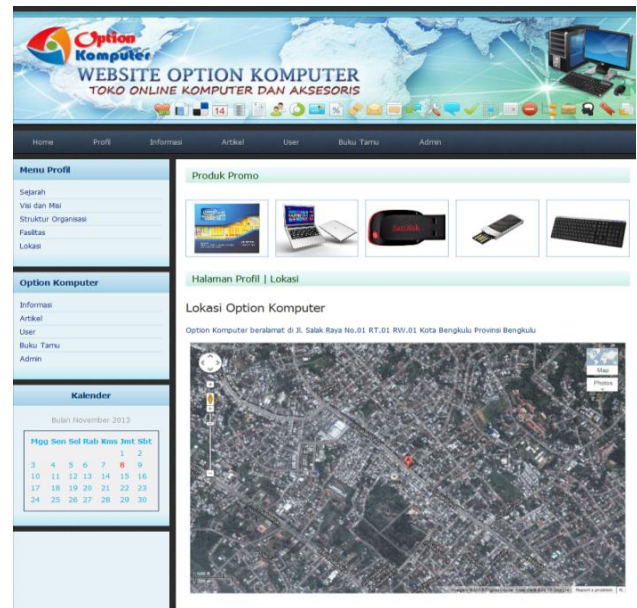 Option
Komputer
WEBSITE OPTION KOMPUTER
TOKO ONLINE KOMPUTER DAN AKSESORIS
14
Home Profil Informasi Artikel User Buku Tamu Admin
Menu Profil
Sejarah
Visi dan Misi
Struktur Organisasi
Fasilitas
Lokasi
Option Komputer
Informasi
Artikel
User
Buku Tamu
Admin
Kalender
Bulan November 2013
Mgg Sen Sel Rab Kms Jmt Sbt
1 2
3 4 5 6 7 8 9
10 11 12 13 14 15 16
17 18 19 20 21 22 23
24 25 26 27 28 29 30
Produk Promo
SanDisk
Halaman Profil | Lokasi
Lokasi Option Komputer
Option Komputer beralamat di Jl. Salak Raya No.01 RT.01 RW.01 Kota Bengkulu Provinsi Bengkulu
Map
Photos
Report a problem